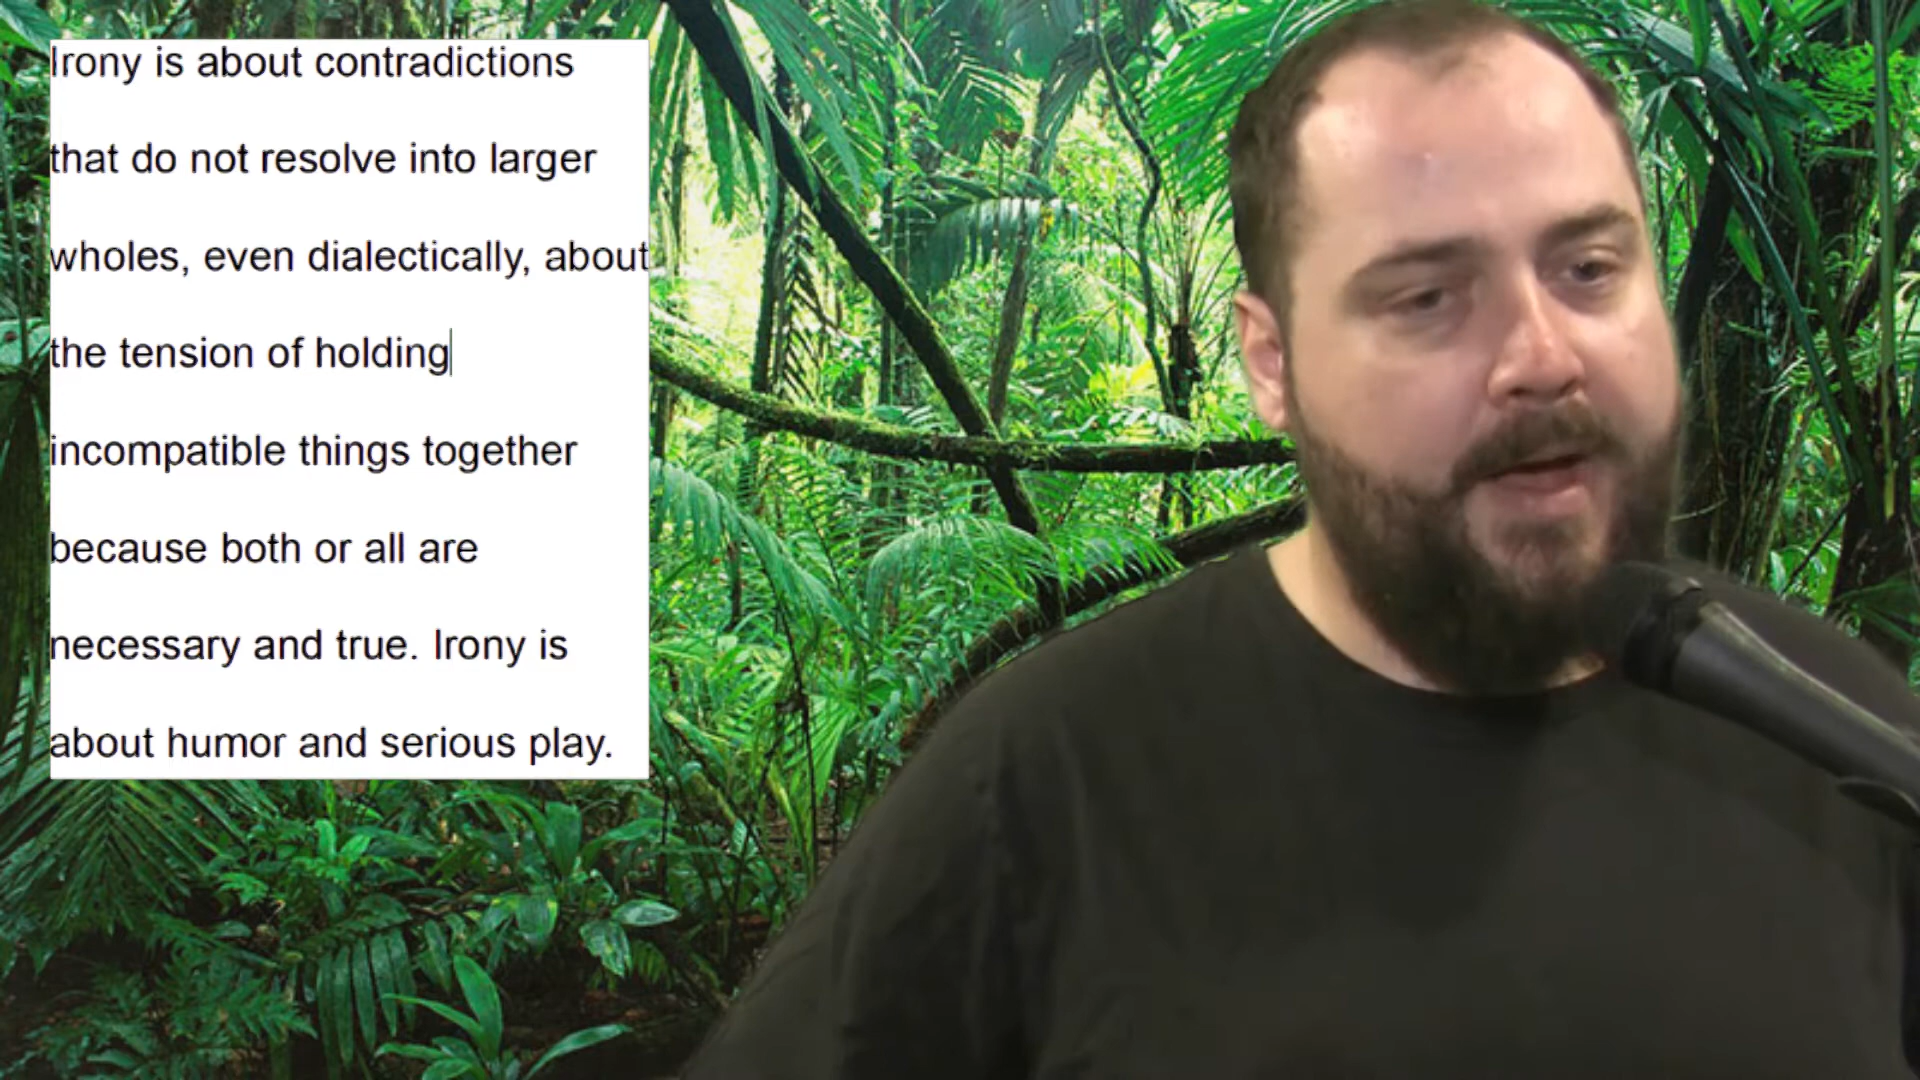 Irony is about contradictions
that do not resolve into larger
wholes, even dialectically, about
the tension of holding
incompatible things together
because both or all are
necessary and true. Irony is
about humor and serious play.